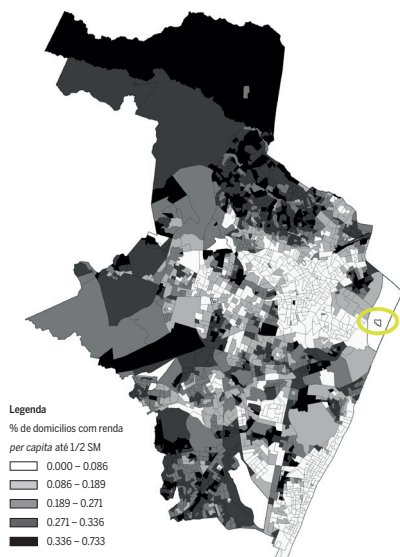 Legenda
% de domicilios com renda
per capita até 1/2 SM
0.000 – 0.086
0.086 – 0.189
0.189 – 0.271
0.271 – 0.336
0.336 – 0.733